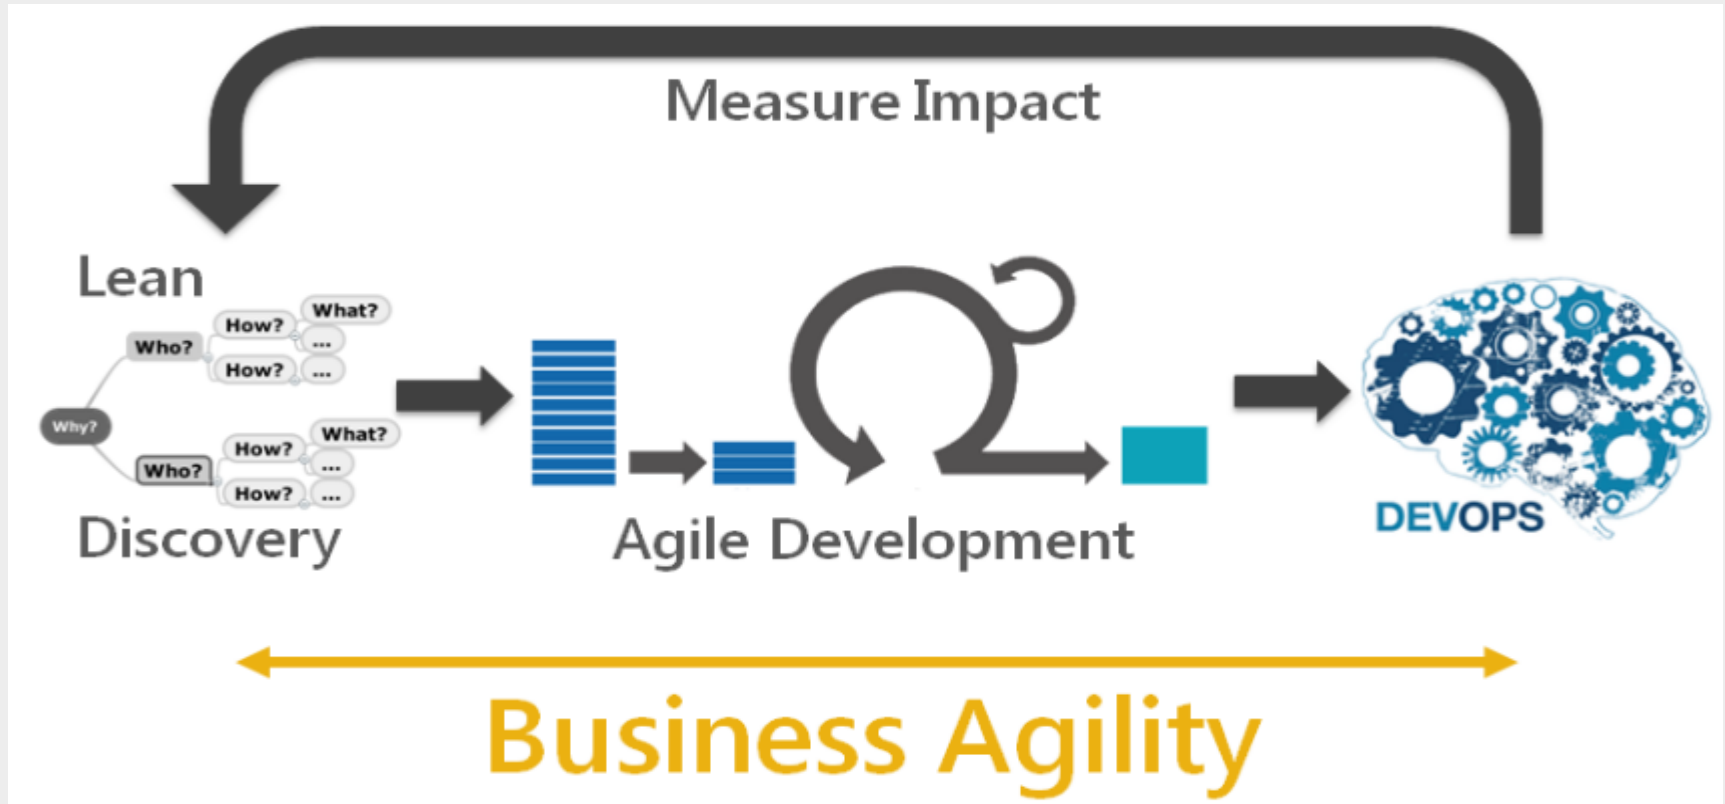 Measure Impact
Lean
What?
How?
...
Who?
How?
...
Why?
What?
How?
...
Who?
How?
...
Discovery
Agile Development
DEVOPS
Business Agility